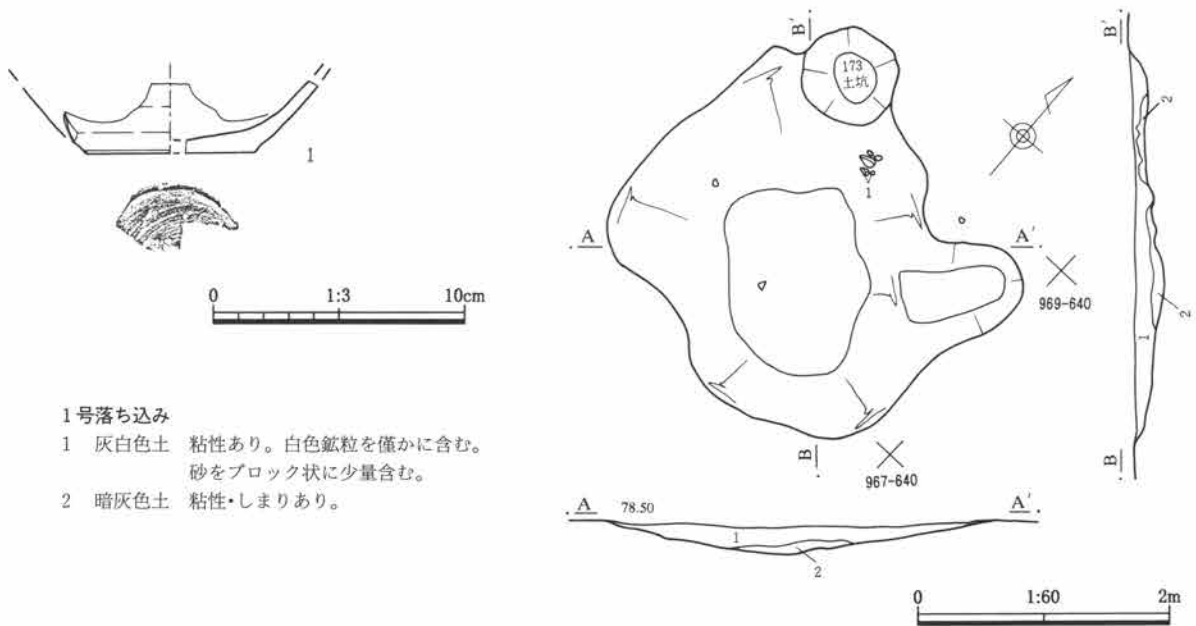 1
0 1:3 10cm
1号落ち込み
1 灰白色土 粘性あり。白色鉱粒を僅かに含む。
砂をブロック状に少量含む。
2 暗灰色土 粘性・しまりあり。
B'
173
土坑
1
A
A'
969-640
B
967-640
B'
2
2
1
B
A 78.50 A'
1
2
0 1:60 2m